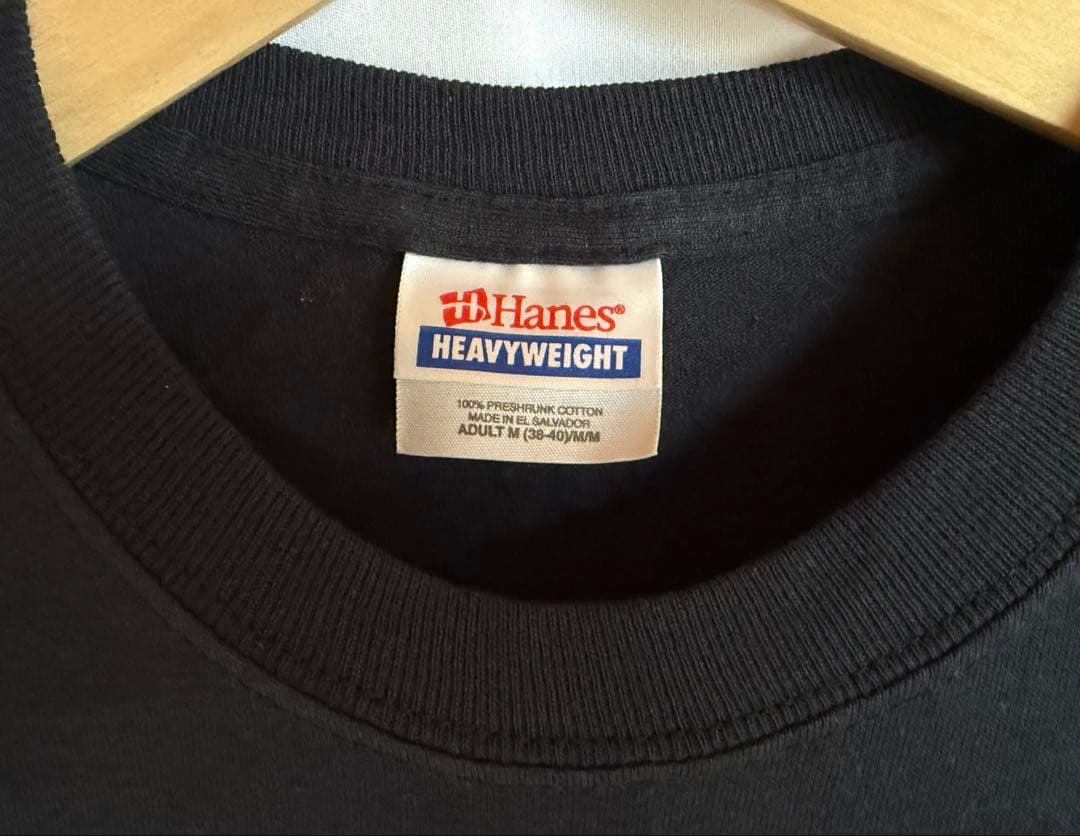 Hanes®
HEAVYWEIGHT
100% PRESHRUNK COTTON
MADE IN EL SALVADOR
ADULT M (38-40)/M/M